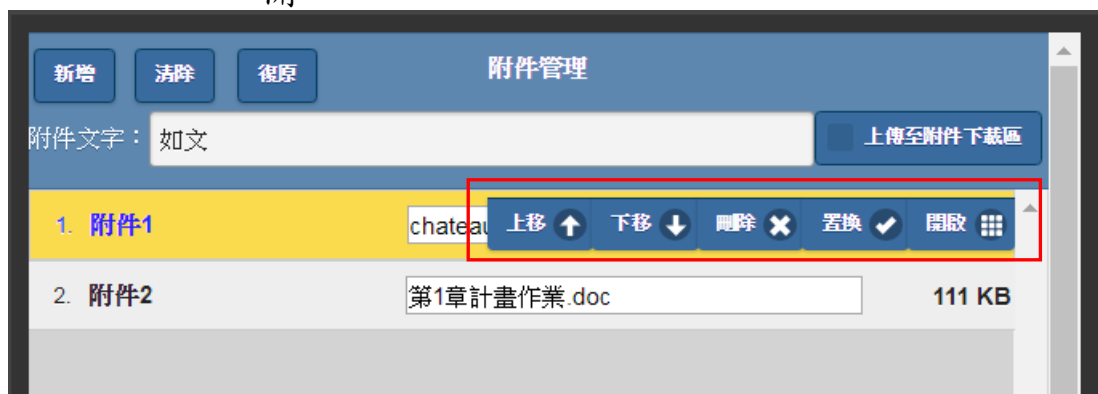 新增 清除 復原 附件管理
附件文字：如文 上傳至附件下載區
1. 附件1 chateau 上移 下移 刪除 置換 開啟
2. 附件2 第1章計畫作業.doc 111 KB